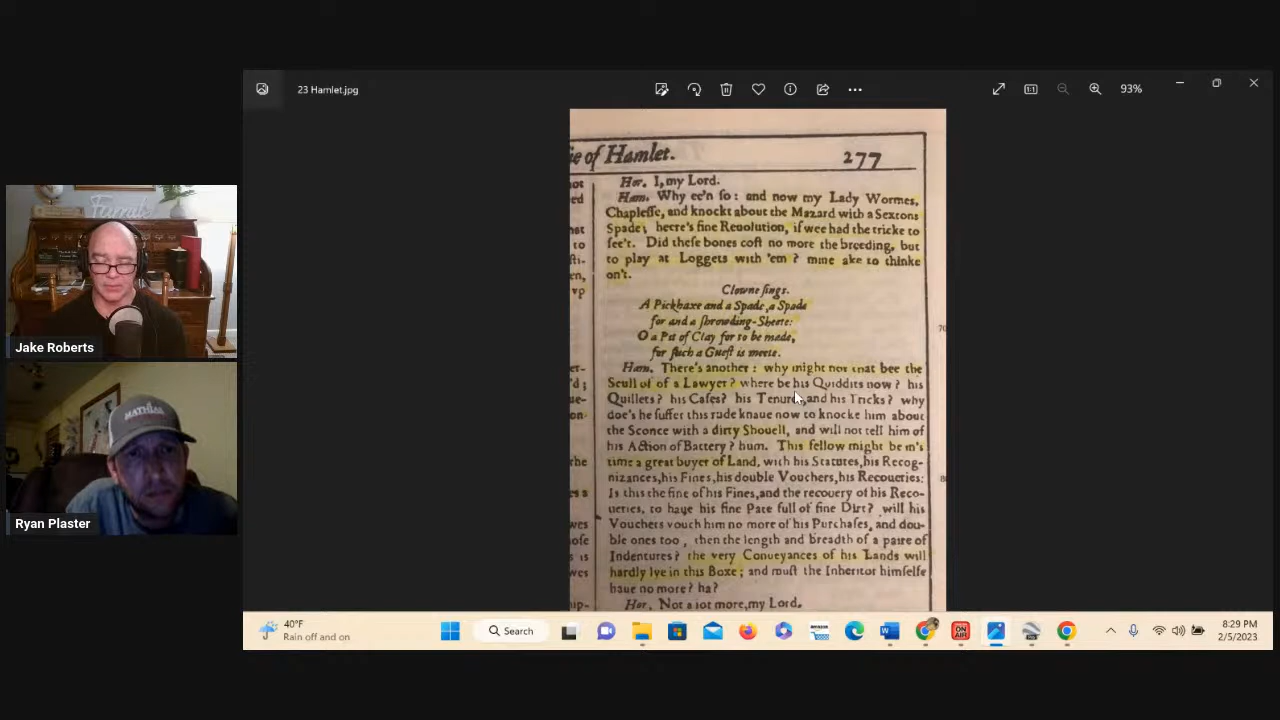 23 Hamlet.jpg
93%
ie of Hamlet.
277
Hor. I, my Lord.
Ham. Why ee'n ſo: and now my Lady Wormes,
Chapleſſe, and knockt about the Mazard with a Sextons
Spade; heere's fine Reuolution, if wee had the tricke to
ſee't. Did theſe bones coſt no more the breeding, but
to play at Loggets with 'em? mine ake to thinke
on't.
Clowne ſings.
A Pickhaxe and a Spade, a Spade
for and a ſhrowding-Sheete:
O a Pit of Clay for to be made,
for ſuch a Gueſt is meete.
Ham. There's another: why might not that bee the
Scull of of a Lawyer? where be his Quiddits now? his
Quillets? his Caſes? his Tenures, and his Tricks? why
doe's he ſuffer this rude knaue now to knocke him about
the Sconce with a dirty Shouell, and will not tell him of
his Action of Battery? hum. This fellow might be in's
time a great buyer of Land, with his Statutes, his Recog-
nizances, his Fines, his double Vouchers, his Recoueries:
Is this the fine of his Fines, and the recouery of his Reco-
ueries, to haue his fine Pate full of fine Dirt? will his
Vouchers vouch him no more of his Purchaſes, and dou-
ble ones too, then the length and breadth of a paire of
Indentures? the very Conueyances of his Lands will
hardly lye in this Boxe; and muſt the Inheritor himſelfe
haue no more? ha?
Hor. Not a iot more, my Lord.
70
80
Family
Jake Roberts
MATHEWS
Ryan Plaster
40°F
Rain off and on
Search
amazon
ON AIR
8:29 PM
2/5/2023